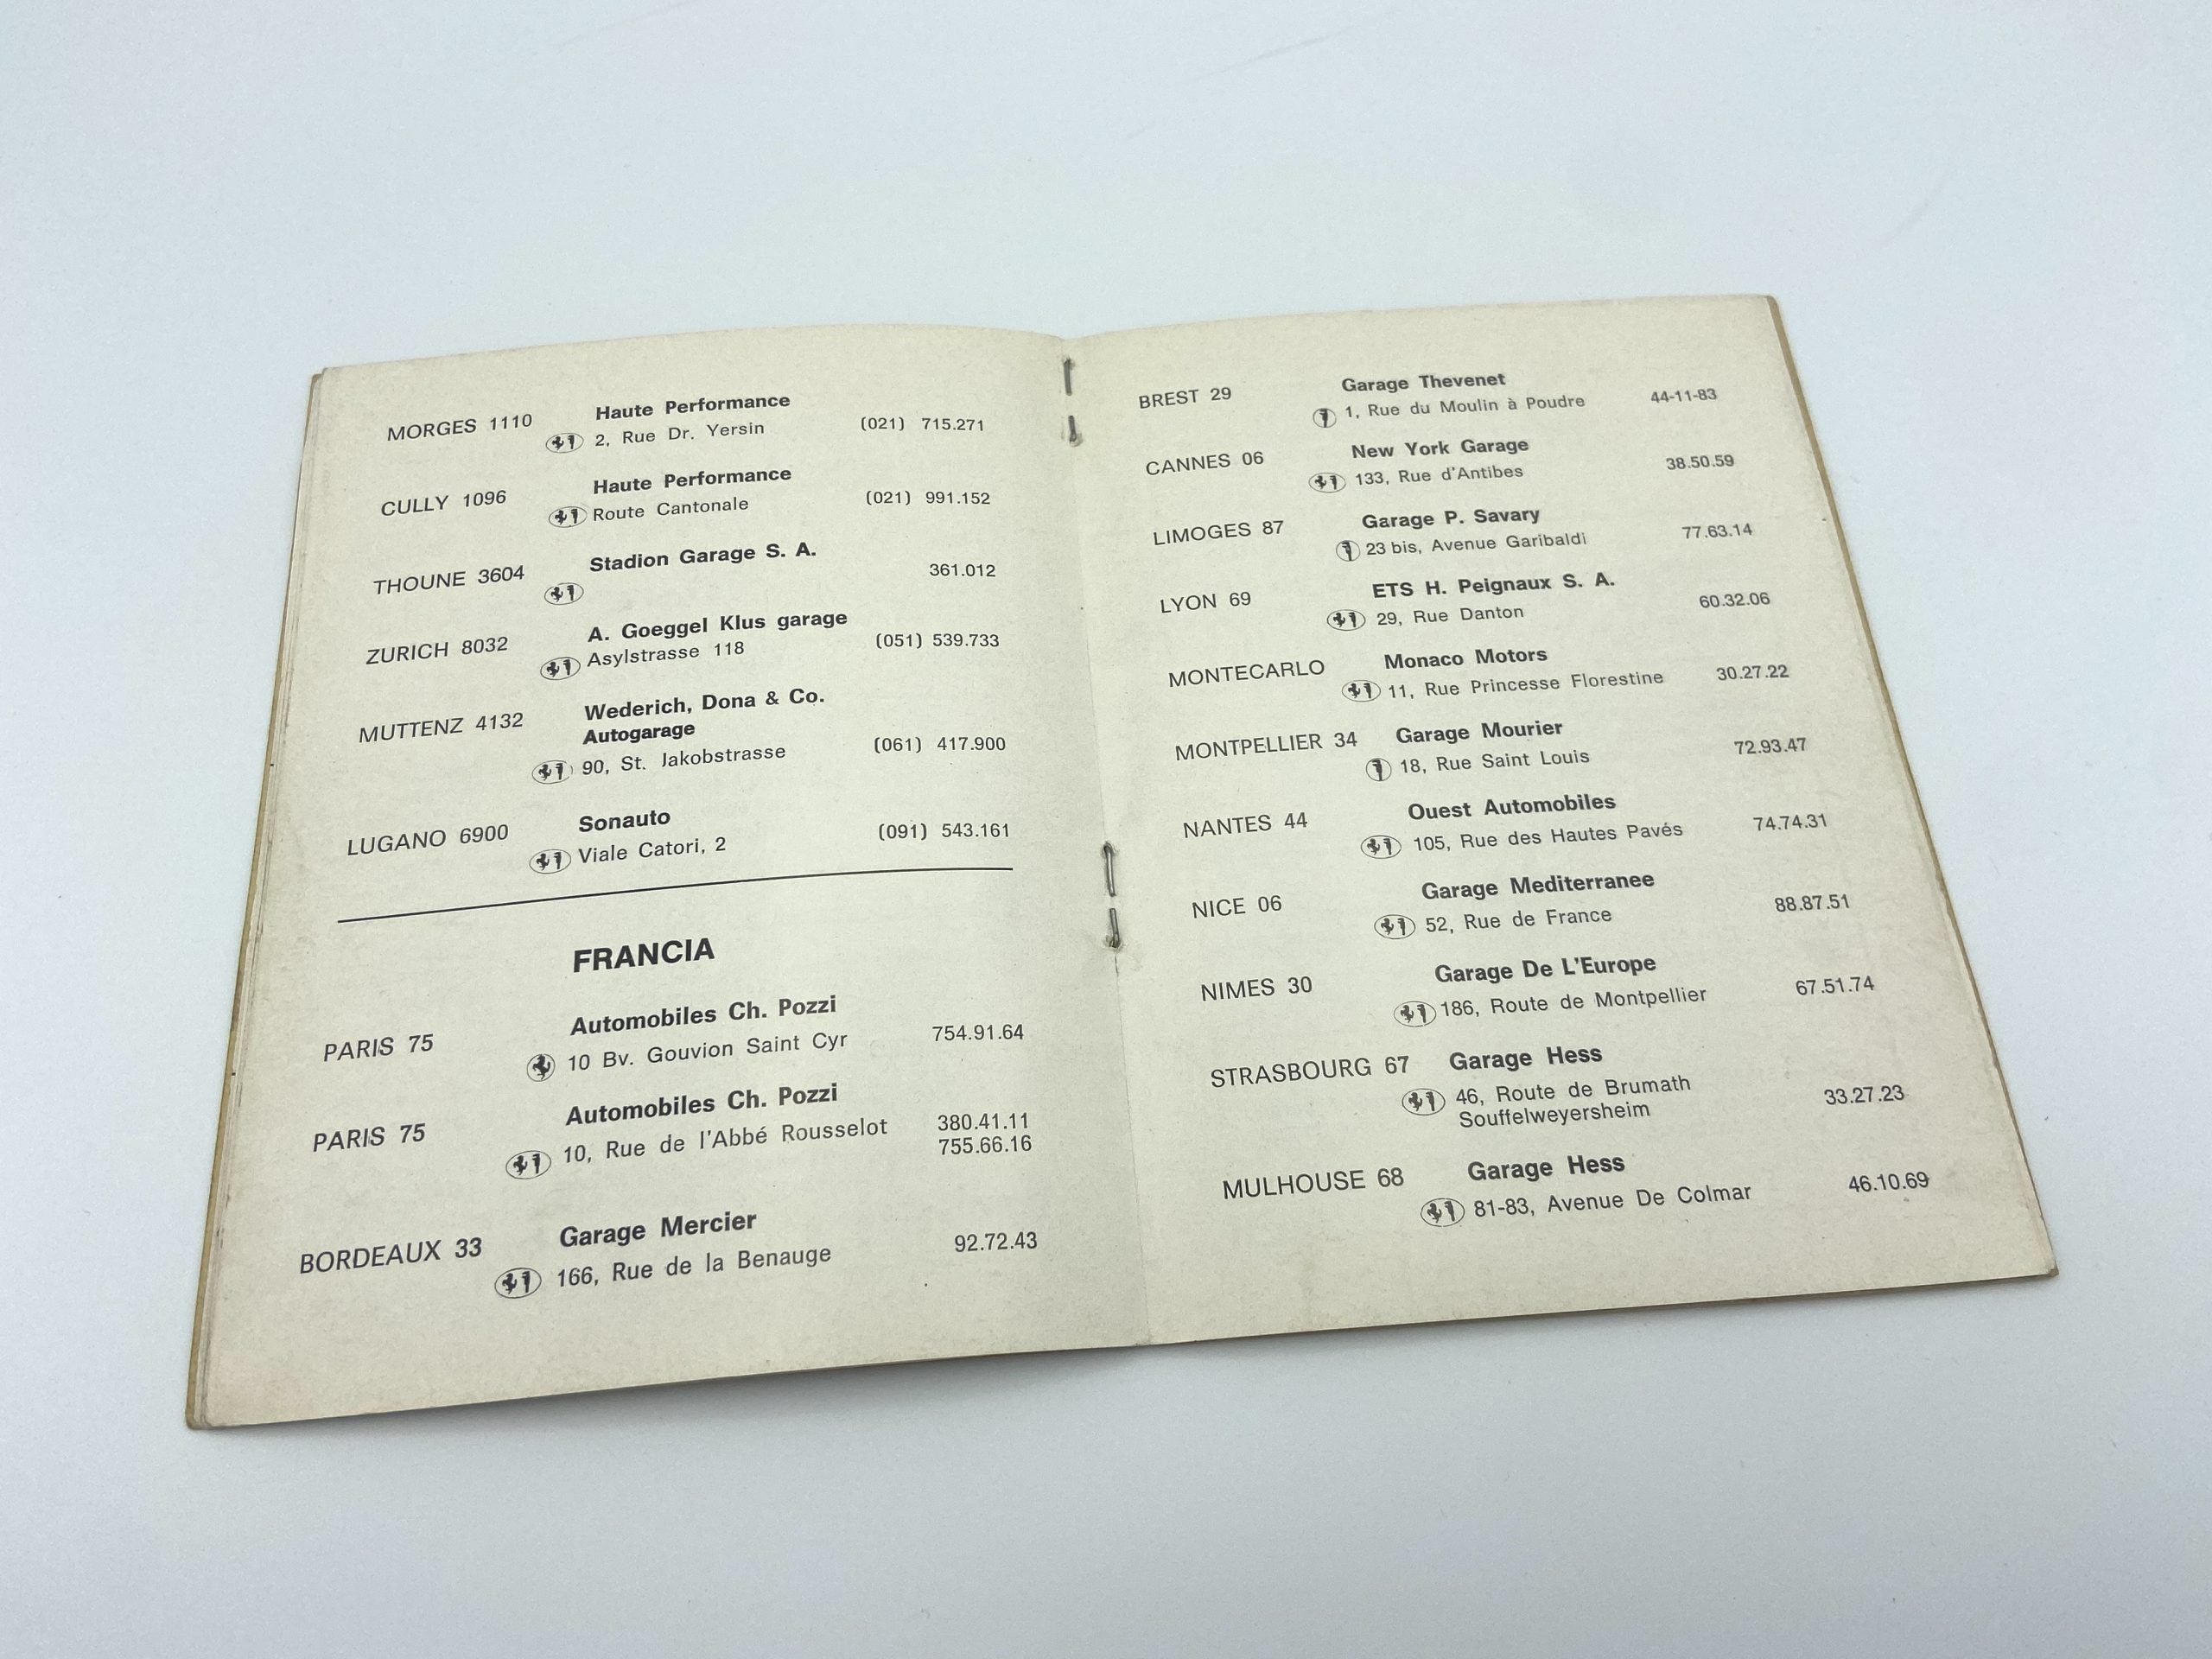 MORGES 1110 Haute Performance
2, Rue Dr. Yersin (021) 715.271
CULLY 1096 Haute Performance
Route Cantonale (021) 991.152
THOUNE 3604 Stadion Garage S. A.
361.012
ZURICH 8032 A. Goeggel Klus garage
Asylstrasse 118 (051) 539.733
MUTTENZ 4132 Wederich, Dona & Co.
Autogarage
90, St. Jakobstrasse (061) 417.900
LUGANO 6900 Sonauto
Viale Catori, 2 (091) 543.161
FRANCIA
PARIS 75 Automobiles Ch. Pozzi
10 Bv. Gouvion Saint Cyr 754.91.64
PARIS 75 Automobiles Ch. Pozzi
10, Rue de l'Abbé Rousselot 380.41.11
755.66.16
BORDEAUX 33 Garage Mercier
166, Rue de la Benauge 92.72.43
BREST 29 Garage Thevenet
1, Rue du Moulin à Poudre 44-11-83
CANNES 06 New York Garage
133, Rue d'Antibes 38.50.59
LIMOGES 87 Garage P. Savary
23 bis, Avenue Garibaldi 77.63.14
LYON 69 ETS H. Peignaux S. A.
29, Rue Danton 60.32.06
MONTECARLO Monaco Motors
11, Rue Princesse Florestine 30.27.22
MONTPELLIER 34 Garage Mourier
18, Rue Saint Louis 72.93.47
NANTES 44 Ouest Automobiles
105, Rue des Hautes Pavés 74.74.31
NICE 06 Garage Mediterranee
52, Rue de France 88.87.51
NIMES 30 Garage De L'Europe
186, Route de Montpellier 67.51.74
STRASBOURG 67 Garage Hess
46, Route de Brumath
Souffelweyersheim 33.27.23
MULHOUSE 68 Garage Hess
81-83, Avenue De Colmar 46.10.69